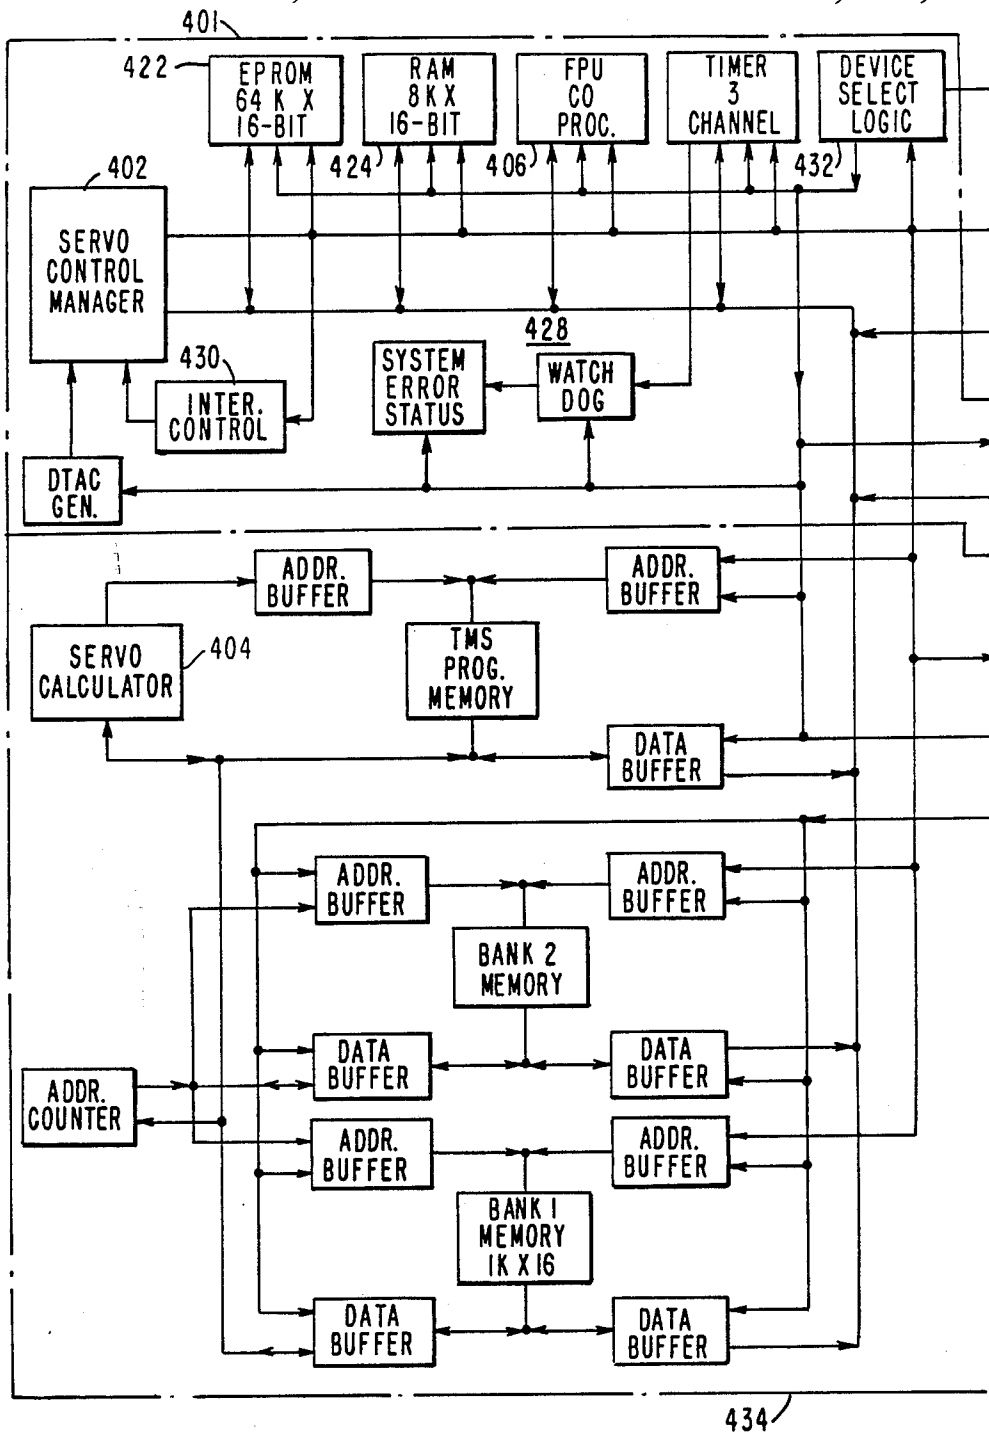 401
422
EPROM
64 K X
16-BIT
RAM
8K X
16-BIT
424
FPU
CO
PROC.
406
TIMER
3
CHANNEL
DEVICE
SELECT
LOGIC
432
402
SERVO
CONTROL
MANAGER
428
430
INTER.
CONTROL
SYSTEM
ERROR
STATUS
WATCH
DOG
DTAC
GEN.
ADDR.
BUFFER
ADDR.
BUFFER
SERVO
CALCULATOR
404
TMS
PROG.
MEMORY
DATA
BUFFER
ADDR.
BUFFER
ADDR.
BUFFER
BANK 2
MEMORY
DATA
BUFFER
DATA
BUFFER
ADDR.
COUNTER
ADDR.
BUFFER
ADDR.
BUFFER
BANK 1
MEMORY
1K X 16
DATA
BUFFER
DATA
BUFFER
434